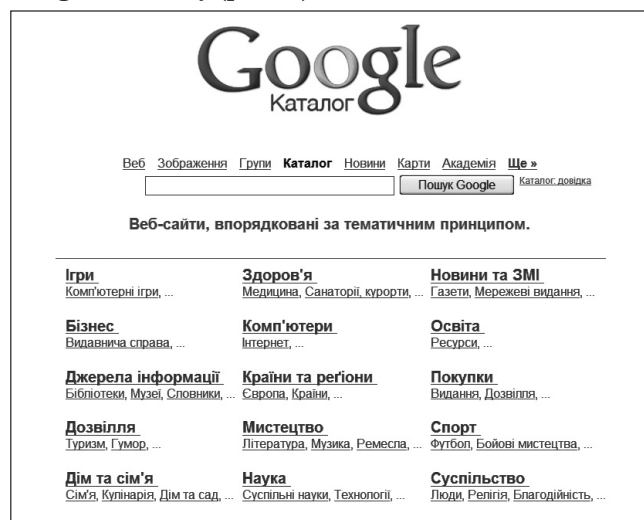 Google
Каталог
Веб Зображення Групи Каталог Новини Карти Академія Ще »
Пошук Google Каталог: довідка
Веб-сайти, впорядковані за тематичним принципом.
Ігри Здоров'я Новини та ЗМІ
Комп'ютерні ігри, ... Медицина, Санаторії, курорти, ... Газети, Мережеві видання, ...
Бізнес Комп'ютери Освіта
Видавнича справа, ... Інтернет, ... Ресурси, ...
Джерела інформації Країни та реґіони Покупки
Бібліотеки, Музеї, Словники, ... Європа, Країни, ... Видання, Дозвілля, ...
Дозвілля Мистецтво Спорт
Туризм, Гумор, ... Література, Музика, Ремесла, ... Футбол, Бойові мистецтва, ...
Дім та сім'я Наука Суспільство
Сім'я, Кулінарія, Дім та сад, ... Суспільні науки, Технології, ... Люди, Релігія, Благодійність, ...